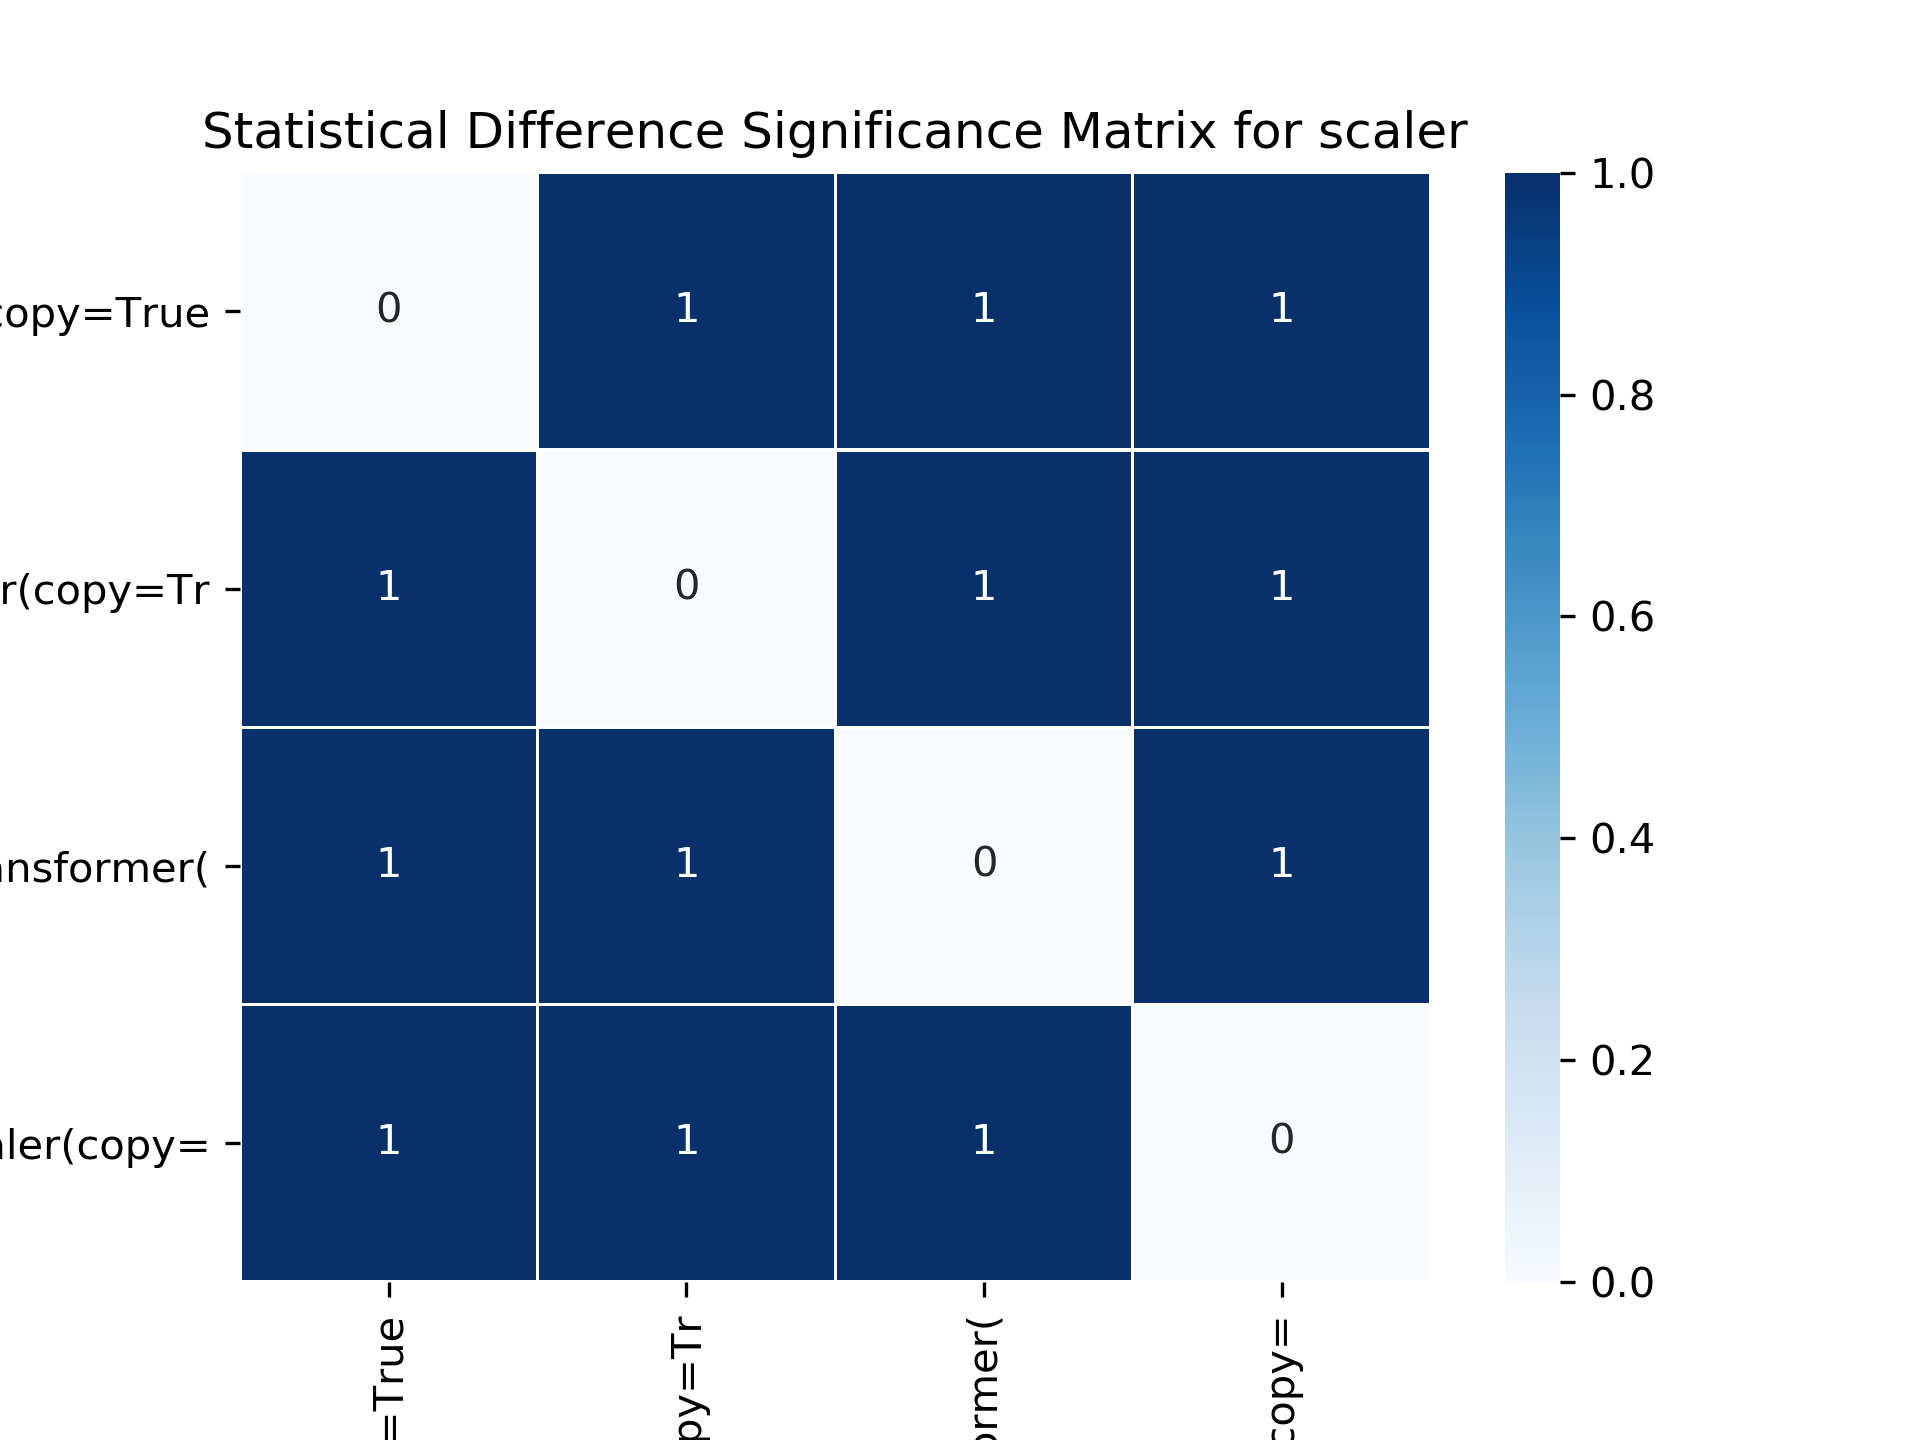 Statistical Difference Significance Matrix for scaler
1.0
copy=True 0 1 1 1
0.8
r(copy=Tr 1 0 1 1
0.6
ansformer( 1 1 0 1
0.4
0.2
aler(copy= 1 1 1 0
0.0
=True
py=Tr
ormer(
copy=